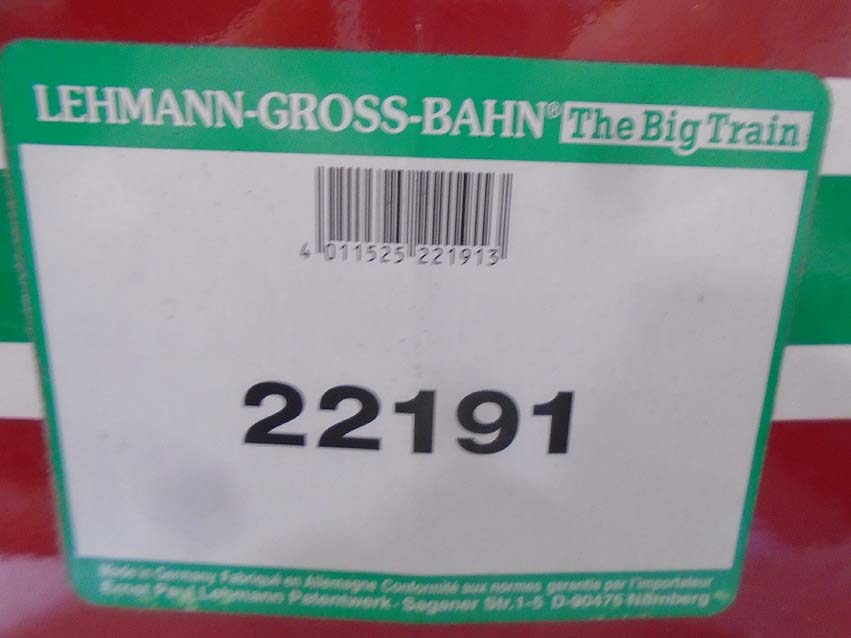 LEHMANN-GROSS-BAHN® The Big Train
4 011525 221913
22191
Made in Germany Fabriqué en Allemagne Conformité aux normes garantie par l'importateur
Ernst Paul Lehmann Patentwerk · Saganer Str. 1-5 D-90475 Nürnberg